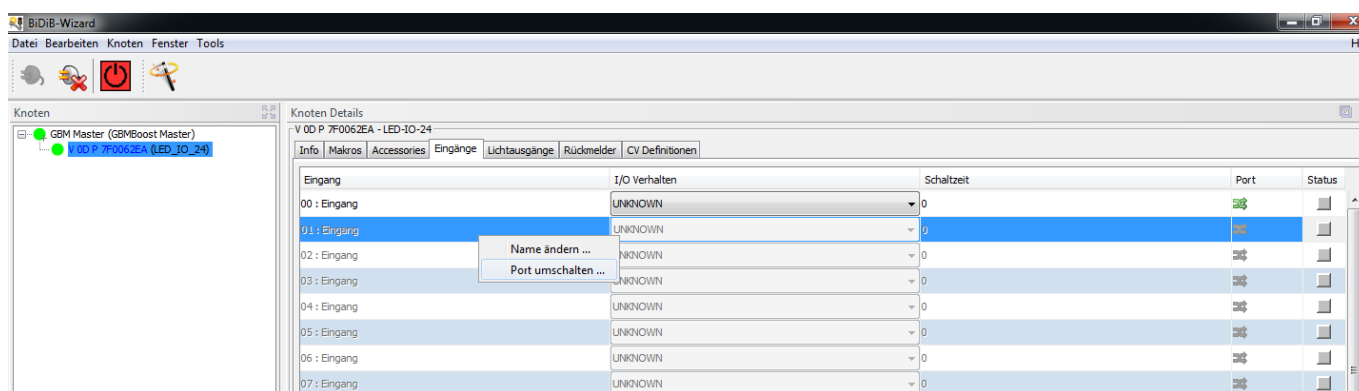 BiDiB-Wizard
Datei Bearbeiten Knoten Fenster Tools H
Knoten
GBM Master (GBMBoost Master)
V 0D P 7F0062EA (LED_IO_24)
Knoten Details
V 0D P 7F0062EA - LED-IO-24
Info Makros Accessories Eingänge Lichtausgänge Rückmelder CV Definitionen
Eingang I/O Verhalten Schaltzeit Port Status
00 : Eingang UNKNOWN 0
01 : Eingang UNKNOWN 0
Name ändern ...
02 : Eingang NKNOWN 0
Port umschalten ...
03 : Eingang UNKNOWN 0
04 : Eingang UNKNOWN 0
05 : Eingang UNKNOWN 0
06 : Eingang UNKNOWN 0
07 : Eingang UNKNOWN 0